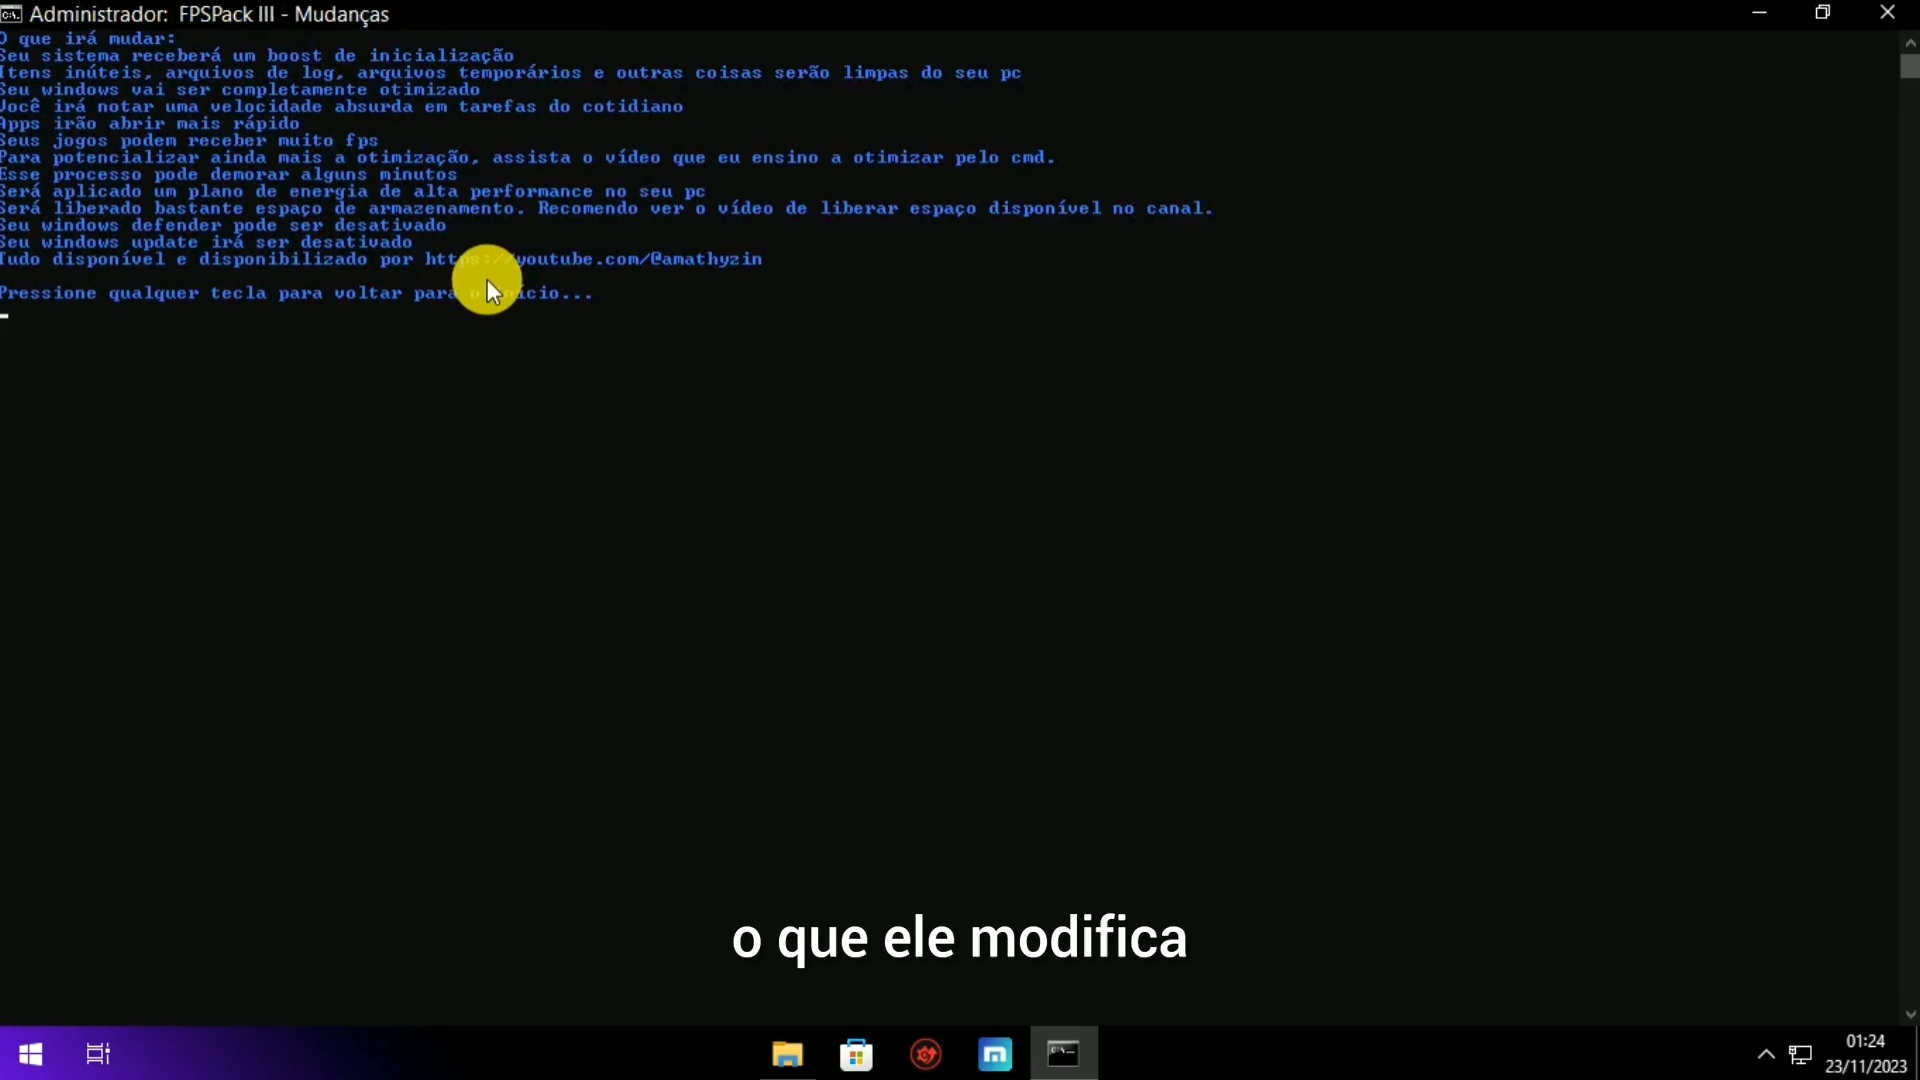 Administrador: FPSPack III - Mudanças
O que irá mudar:
Seu sistema receberá um boost de inicialização
Itens inúteis, arquivos de log, arquivos temporários e outras coisas serão limpas do seu pc
Seu windows vai ser completamente otimizado
Você irá notar uma velocidade absurda em tarefas do cotidiano
Apps irão abrir mais rápido
Seus jogos podem receber muito fps
Para potencializar ainda mais a otimização, assista o vídeo que eu ensino a otimizar pelo cmd.
Esse processo pode demorar alguns minutos
Será aplicado um plano de energia de alta performance no seu pc
Será liberado bastante espaço de armazenamento. Recomendo ver o vídeo de liberar espaço disponível no canal.
Seu windows defender pode ser desativado
Seu windows update irá ser desativado
Tudo disponível e disponibilizado por https://youtube.com/@amathyzin
Pressione qualquer tecla para voltar para o início...
o que ele modifica
01:24
23/11/2023